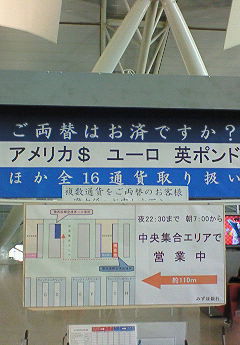 ご両替はお済ですか?
アメリカ$ ユーロ 英ポンド
ほか全16通貨取り扱い
複数通貨をご両替のお客様
夜22:30まで 朝7:00から
中央集合エリアで
営業中
約110m
みずほ銀行